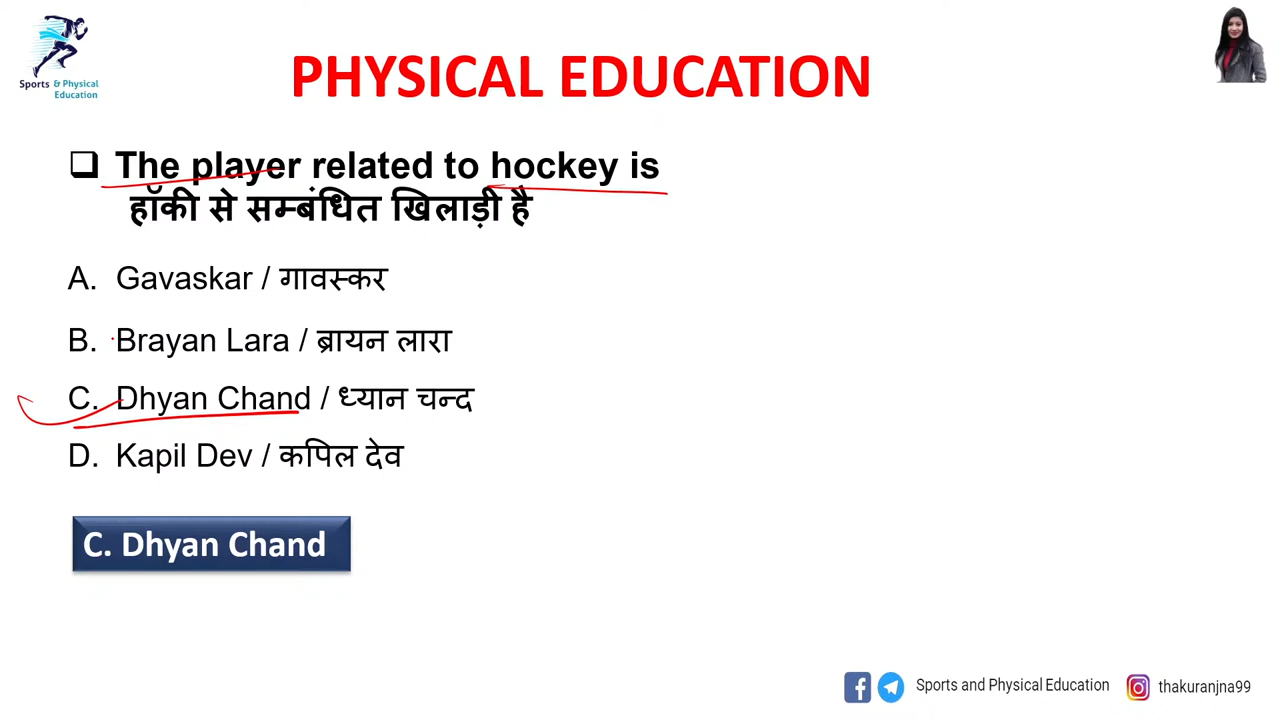 Sports & Physical
Education
PHYSICAL EDUCATION
The player related to hockey is
हॉकी से सम्बंधित खिलाड़ी है
A. Gavaskar / गावस्कर
B. Brayan Lara / ब्रायन लारा
C. Dhyan Chand / ध्यान चन्द
D. Kapil Dev / कपिल देव
C. Dhyan Chand
Sports and Physical Education
thakuranjna99